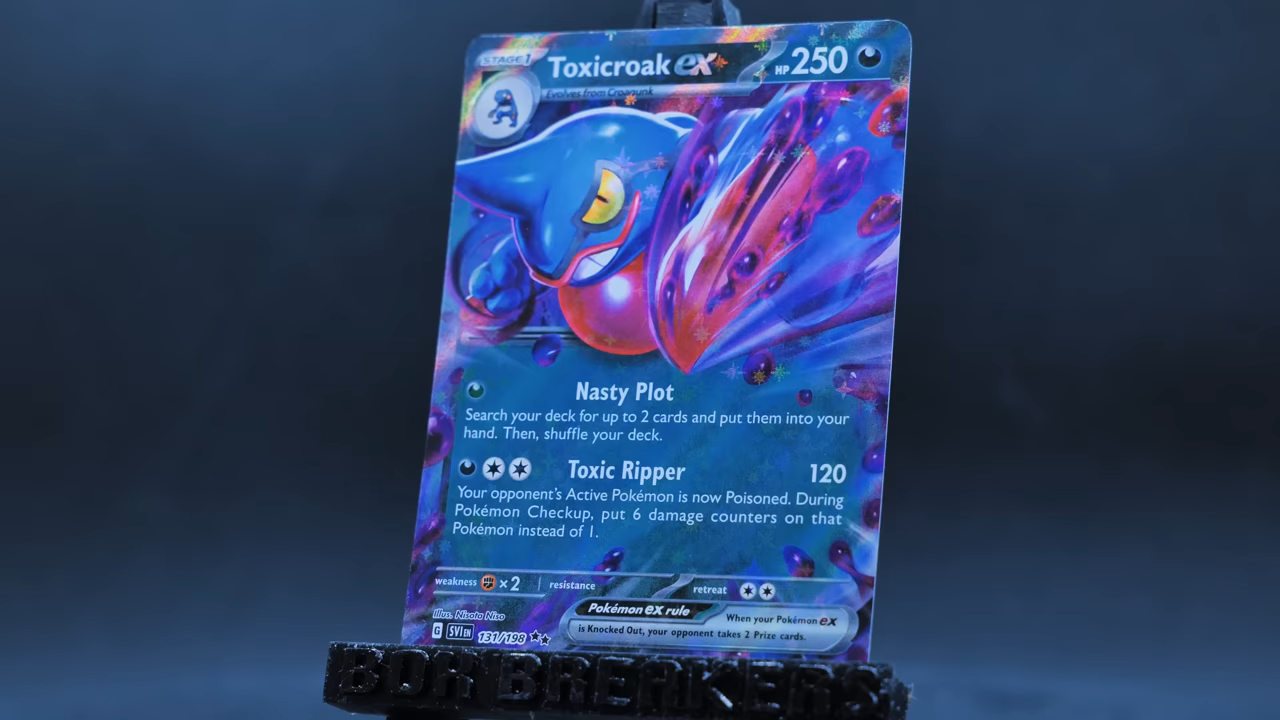 STAGE 1
Toxicroak ex
HP 250
Evolves from Croagunk
Nasty Plot
Search your deck for up to 2 cards and put them into your
hand. Then, shuffle your deck.
Toxic Ripper 120
Your opponent's Active Pokémon is now Poisoned. During
Pokémon Checkup, put 6 damage counters on that
Pokémon instead of 1.
weakness ×2 resistance retreat
Illus. Nisota Niso
Pokémon ex rule
When your Pokémon ex
is Knocked Out, your opponent takes 2 Prize cards.
G SVI EN 131/198
BOX BREAKERS